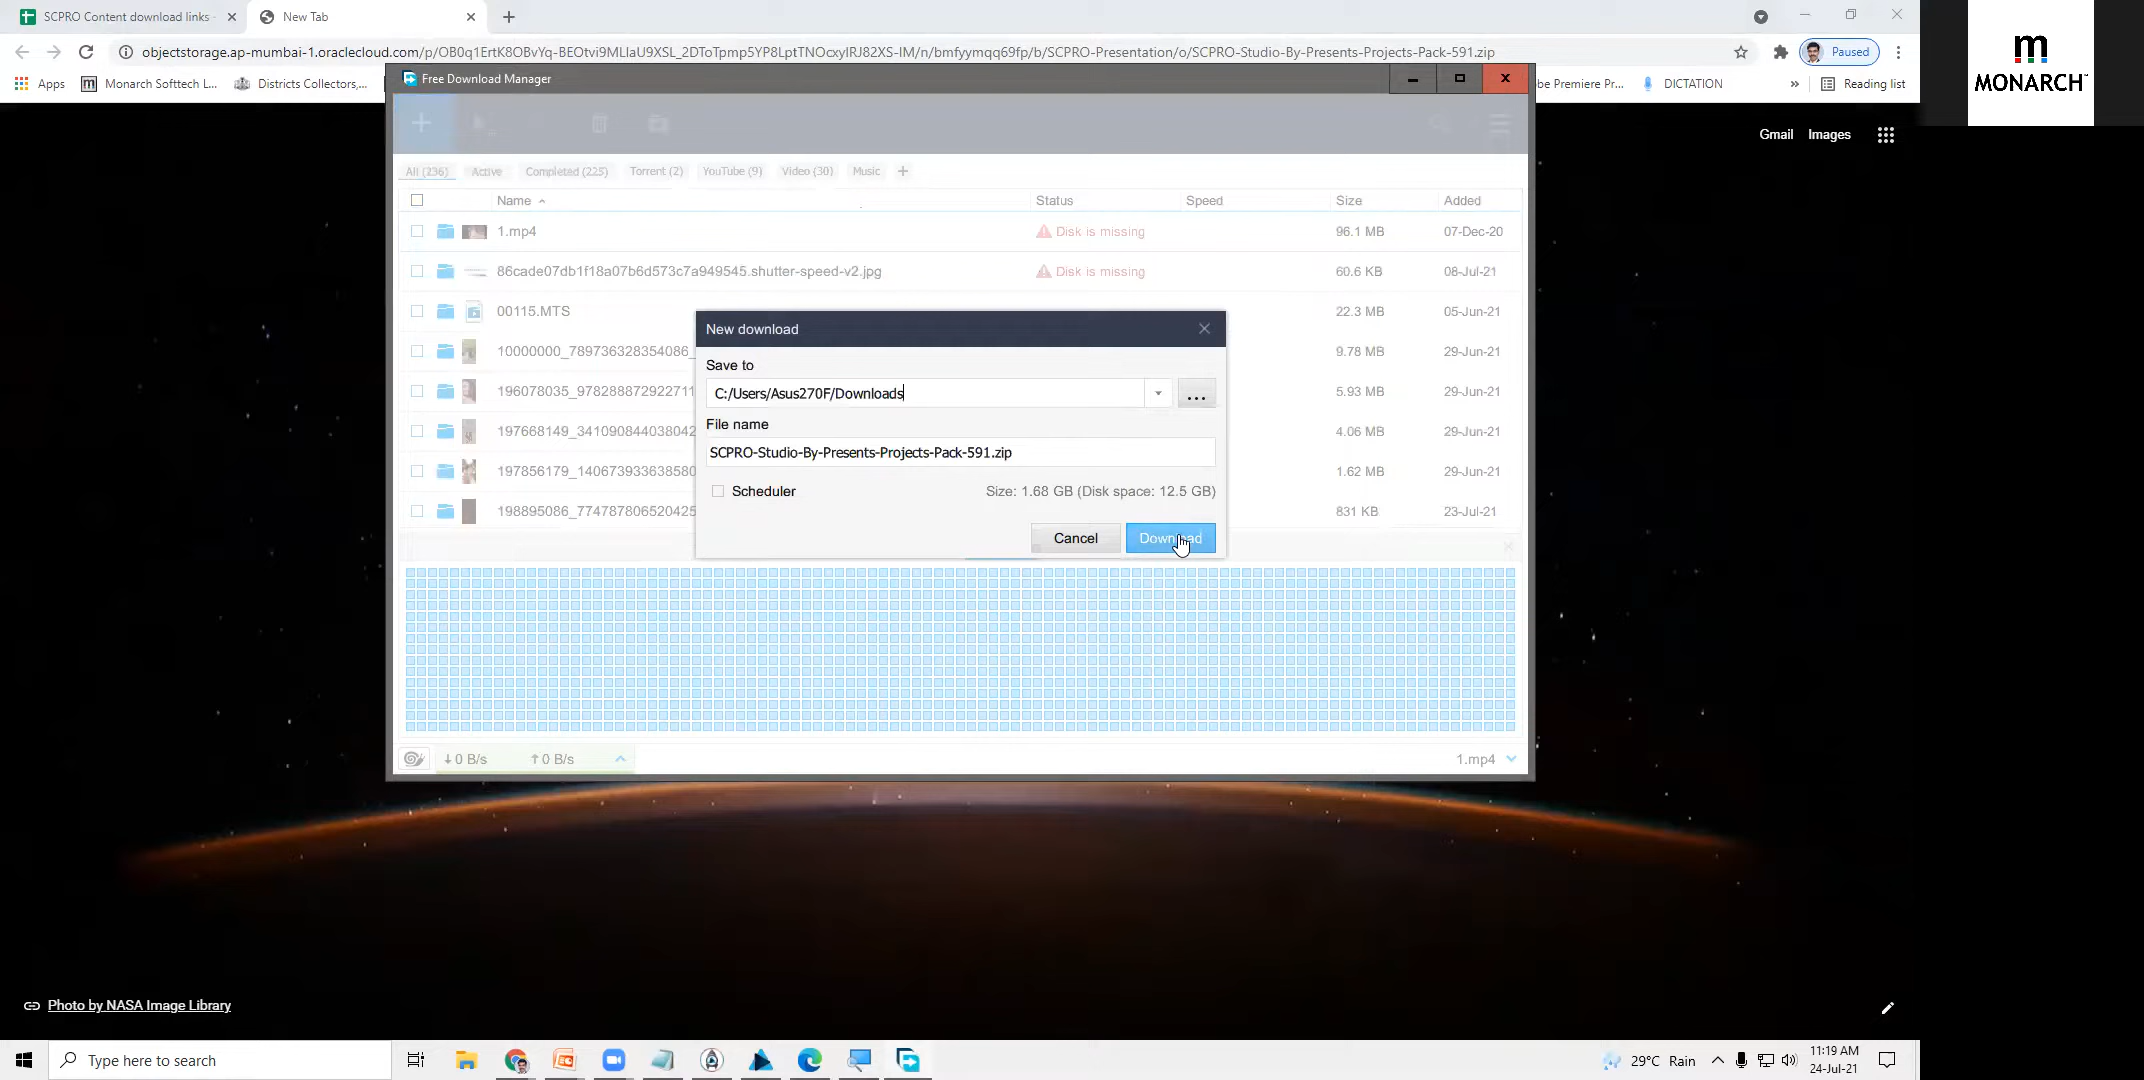 SCPRO Content download links
New Tab
objectstorage.ap-mumbai-1.oraclecloud.com/p/OB0q1ErtK8OBvYq-BEOtvi9MLlaU9XSL_2DToTpmp5YP8LptTNOcxyIRJ82XS-IM/n/bmfyymqq69fp/b/SCPRO-Presentation/o/SCPRO-Studio-By-Presents-Projects-Pack-591.zip
Paused
Apps
Monarch Softtech L...
Districts Collectors,...
be Premiere Pr...
DICTATION
»
Reading list
m
MONARCH
Gmail
Images
Free Download Manager
All (236)
Active
Completed (225)
Torrent (2)
YouTube (9)
Video (30)
Music
+
Name
Status
Speed
Size
Added
1.mp4
Disk is missing
96.1 MB
07-Dec-20
86cade07db1f18a07b6d573c7a949545.shutter-speed-v2.jpg
Disk is missing
60.6 KB
08-Jul-21
00115.MTS
22.3 MB
05-Jun-21
10000000_789736328354086_
9.78 MB
29-Jun-21
196078035_978288872922711
5.93 MB
29-Jun-21
197668149_341090844038042
4.06 MB
29-Jun-21
197856179_140673933638580
1.62 MB
29-Jun-21
198895086_774787806520425
831 KB
23-Jul-21
New download
Save to
C:/Users/Asus270F/Downloads
...
File name
SCPRO-Studio-By-Presents-Projects-Pack-591.zip
Scheduler
Size: 1.68 GB (Disk space: 12.5 GB)
Cancel
Download
↓0 B/s
↑0 B/s
1.mp4
Photo by NASA Image Library
Type here to search
29°C Rain
11:19 AM
24-Jul-21